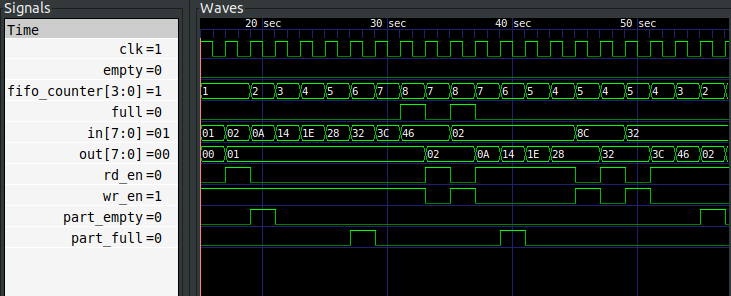 Signals
Waves
Time
20 sec 30 sec 40 sec 50 sec
clk =1
empty =0
fifo_counter[3:0] =1 1 2 3 4 5 6 7 8 7 8 7 6 5 4 5 4 5 4 3 2
full =0
in[7:0] =01 01 02 0A 14 1E 28 32 3C 46 02 8C 32
out[7:0] =00 00 01 02 0A 14 1E 28 32 3C 46 02
rd_en =0
wr_en =1
part_empty =0
part_full =0